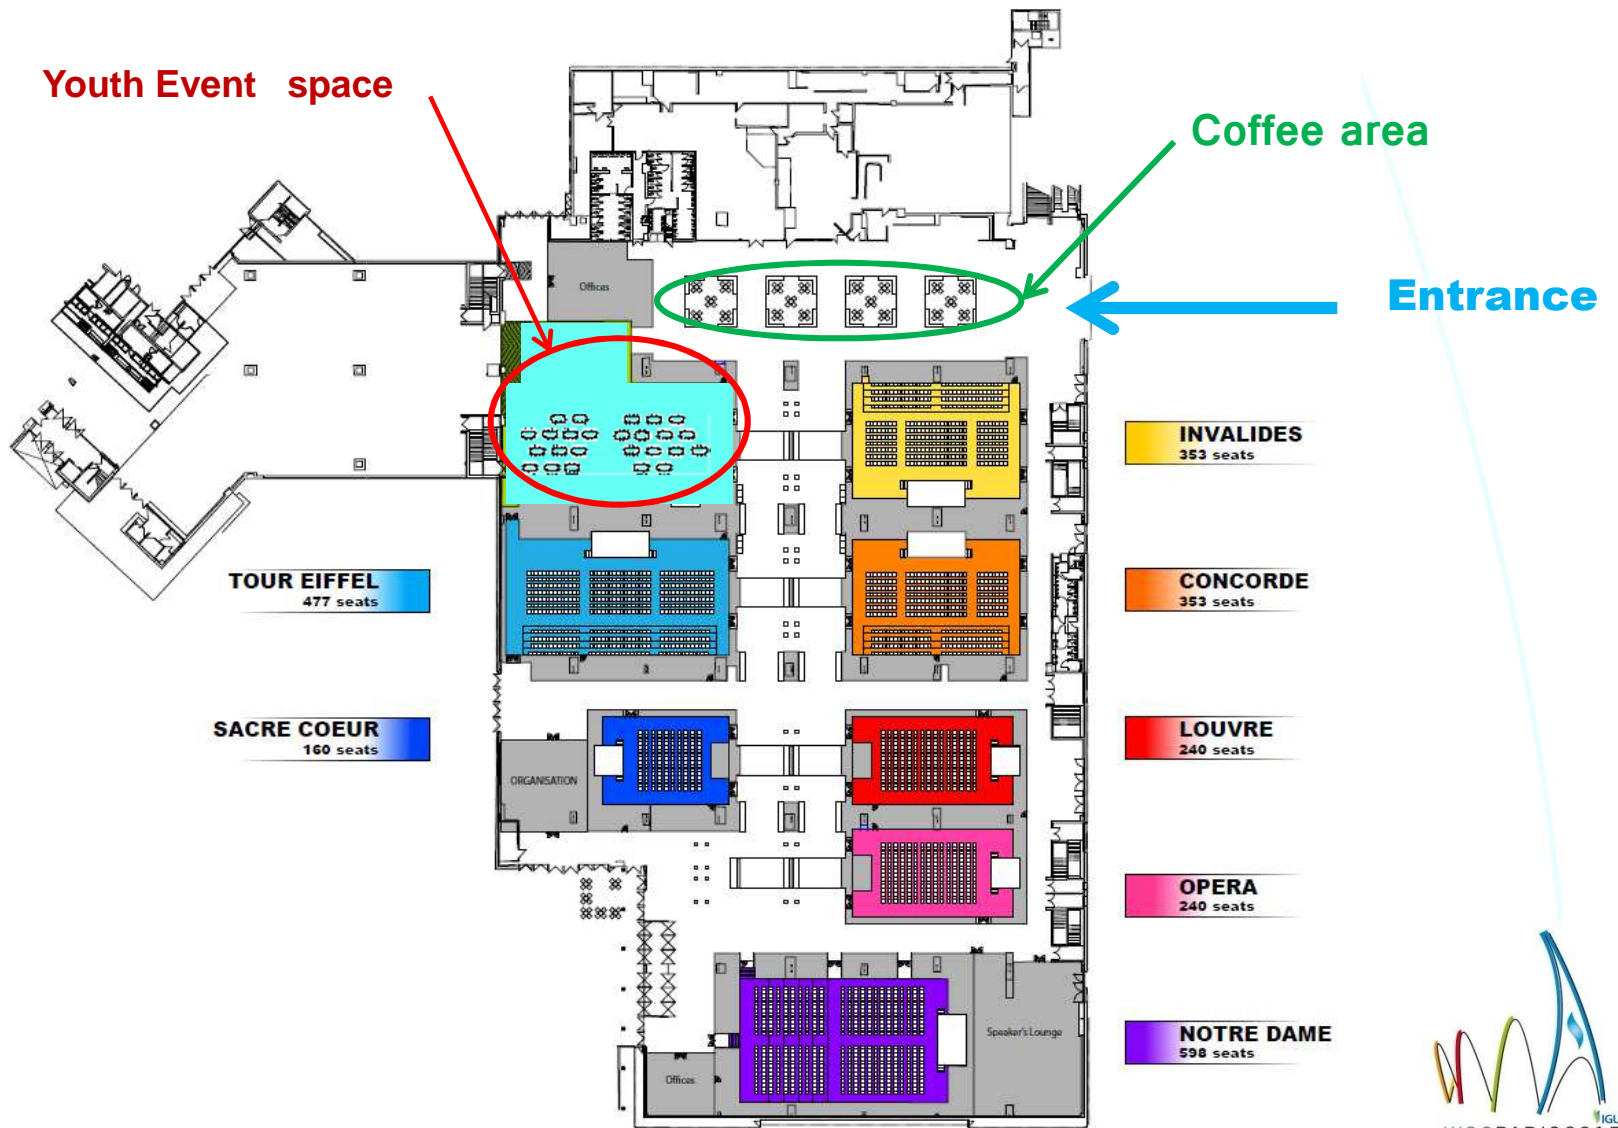 Youth Event space
Coffee area
Entrance
Offices
INVALIDES
353 seats
TOUR EIFFEL
477 seats
CONCORDE
353 seats
SACRE COEUR
160 seats
LOUVRE
240 seats
ORGANISATION
OPERA
240 seats
Speaker's Lounge
NOTRE DAME
598 seats
Offices
IGU